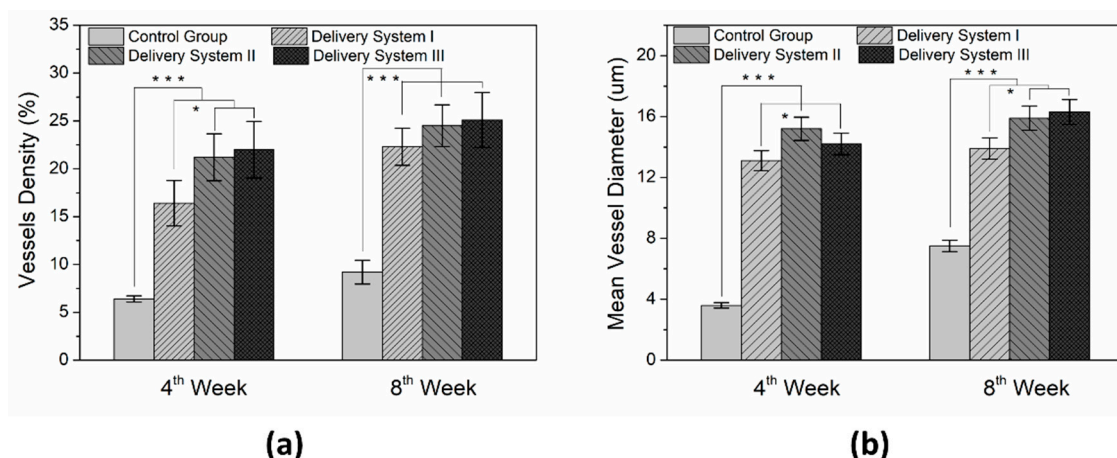 35
30
25
20
15
10
5
0
Vessels Density (%)
Control Group
Delivery System I
Delivery System II
Delivery System III
* * *
*
* * *
4th Week
8th Week
(a)
20
16
12
8
4
0
Mean Vessel Diameter (um)
Control Group
Delivery System I
Delivery System II
Delivery System III
* * *
*
* * *
*
4th Week
8th Week
(b)